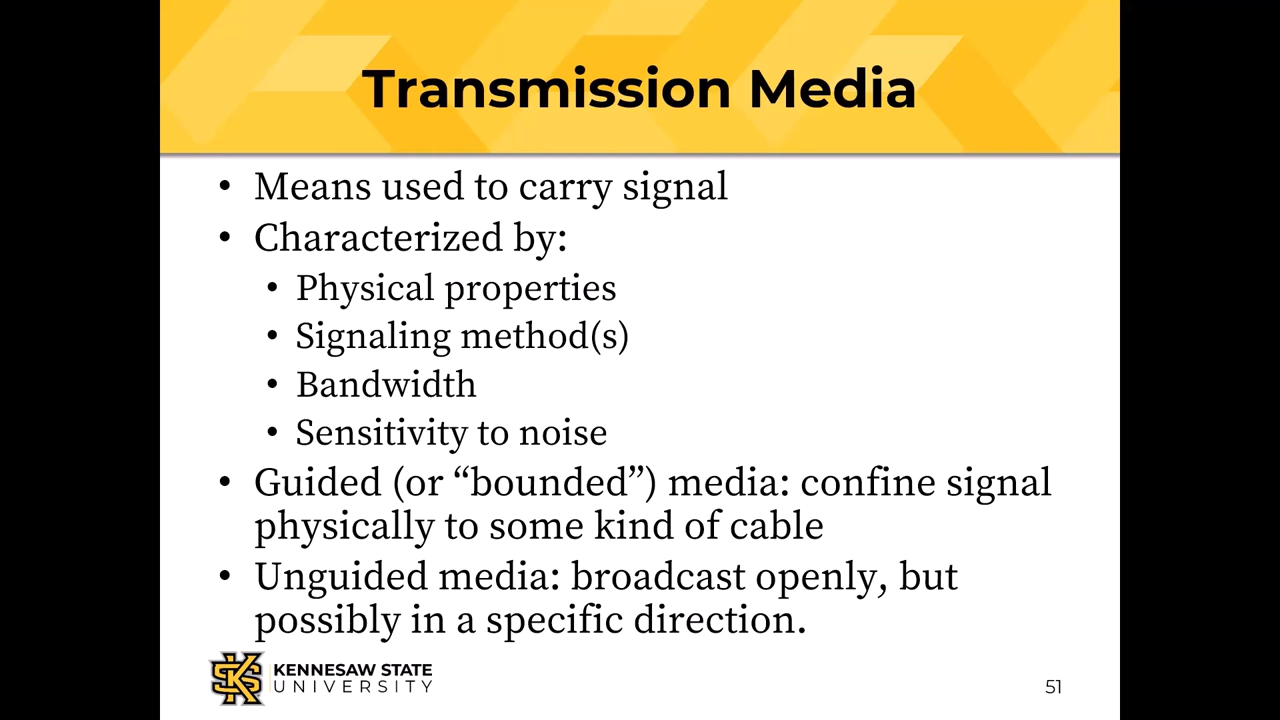 Transmission Media
• Means used to carry signal
• Characterized by:
• Physical properties
• Signaling method(s)
• Bandwidth
• Sensitivity to noise
• Guided (or “bounded”) media: confine signal
physically to some kind of cable
• Unguided media: broadcast openly, but
possibly in a specific direction.
KENNESAW STATE
UNIVERSITY
51